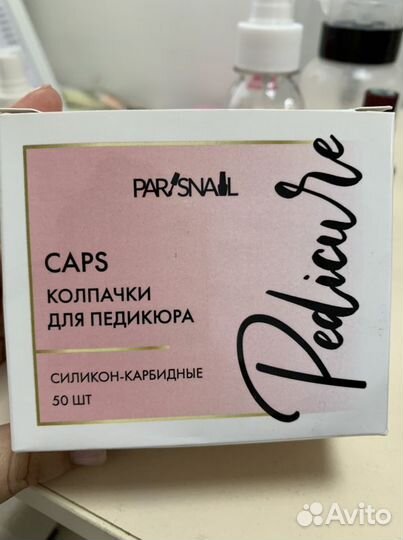 PARISNAIL
CAPS
КОЛПАЧКИ
ДЛЯ ПЕДИКЮРА
СИЛИКОН-КАРБИДНЫЕ
50 ШТ
Pedicure
Avito